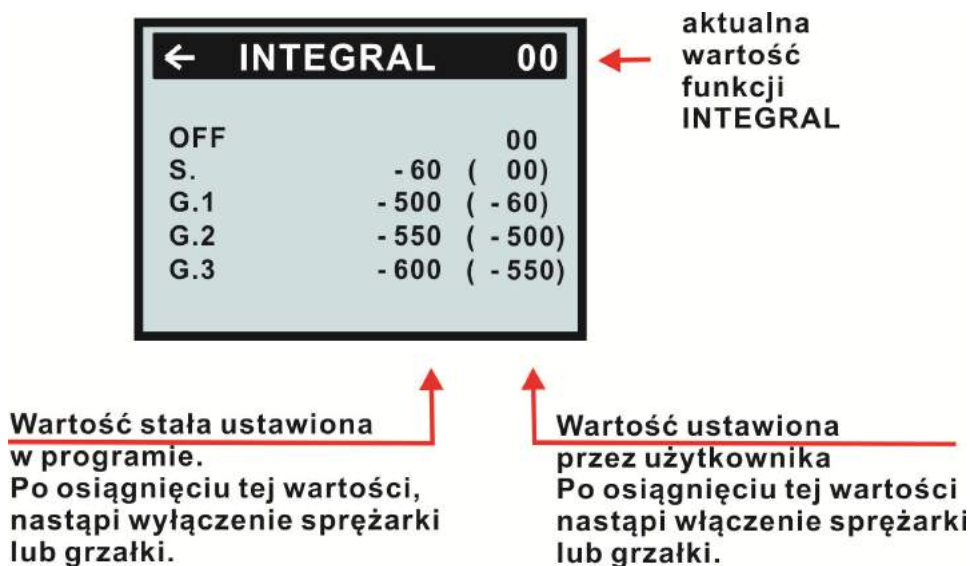 ← INTEGRAL 00
aktualna
wartość
funkcji
INTEGRAL
OFF 00
S. - 60 ( 00)
G.1 - 500 ( - 60)
G.2 - 550 ( - 500)
G.3 - 600 ( - 550)
Wartość stała ustawiona
w programie.
Po osiągnięciu tej wartości,
nastąpi wyłączenie sprężarki
lub grzałki.
Wartość ustawiona
przez użytkownika
Po osiągnięciu tej wartości
nastąpi włączenie sprężarki
lub grzałki.